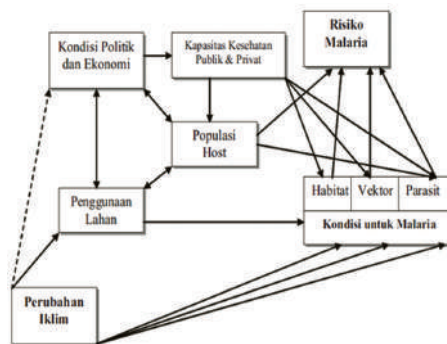 Kondisi Politik
dan Ekonomi
Kapasitas Kesehatan
Publik & Privat
Risiko
Malaria
Populasi
Host
Penggunaan
Lahan
Habitat
Vektor
Parasit
Kondisi untuk Malaria
Perubahan
Iklim